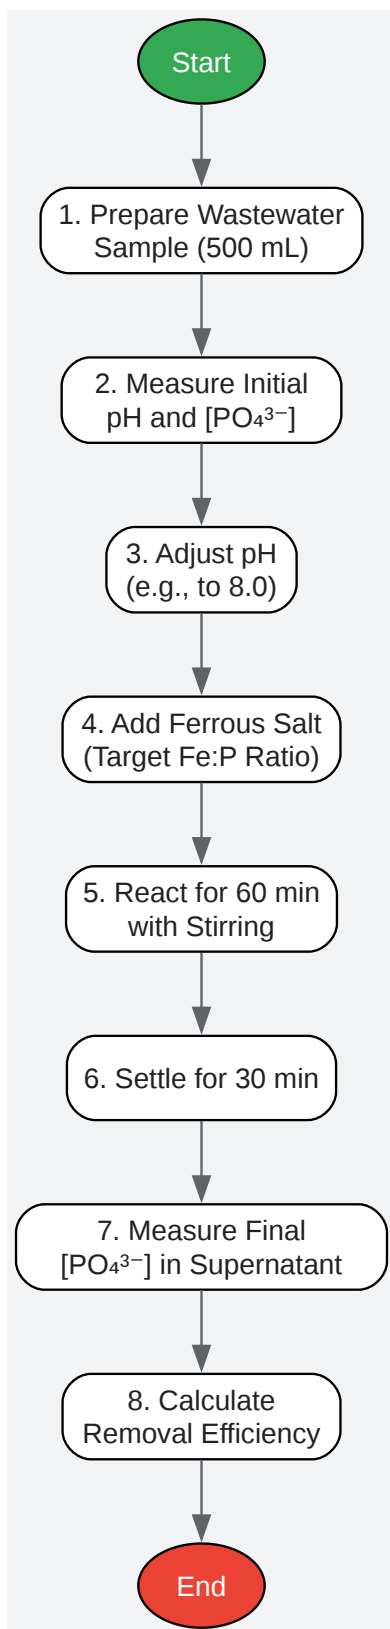 Start
1. Prepare Wastewater
Sample (500 mL)
2. Measure Initial
pH and [PO₄³⁻]
3. Adjust pH
(e.g., to 8.0)
4. Add Ferrous Salt
(Target Fe:P Ratio)
5. React for 60 min
with Stirring
6. Settle for 30 min
7. Measure Final
[PO₄³⁻] in Supernatant
8. Calculate
Removal Efficiency
End